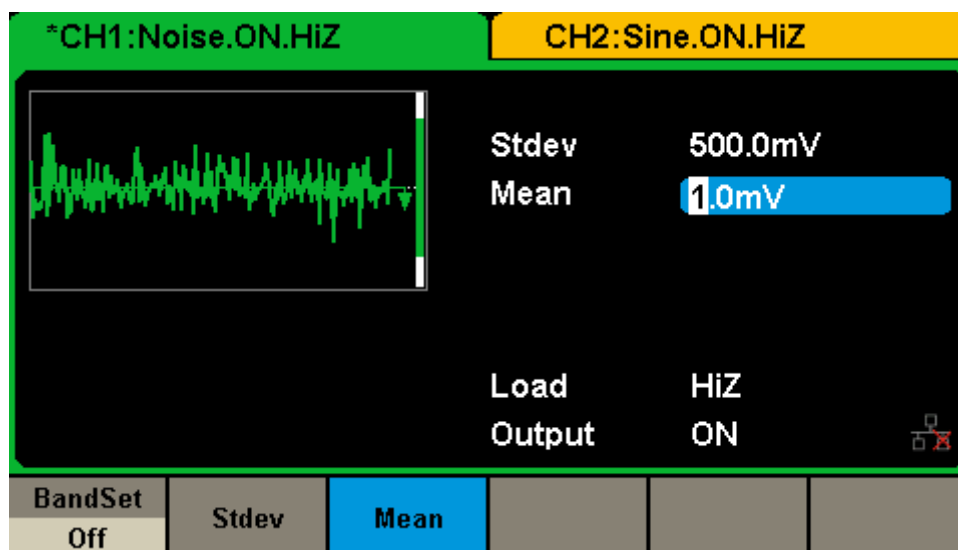 *CH1:Noise.ON.HiZ
CH2:Sine.ON.HiZ
Stdev 500.0mV
Mean 1.0mV
Load HiZ
Output ON
BandSet
Off
Stdev
Mean